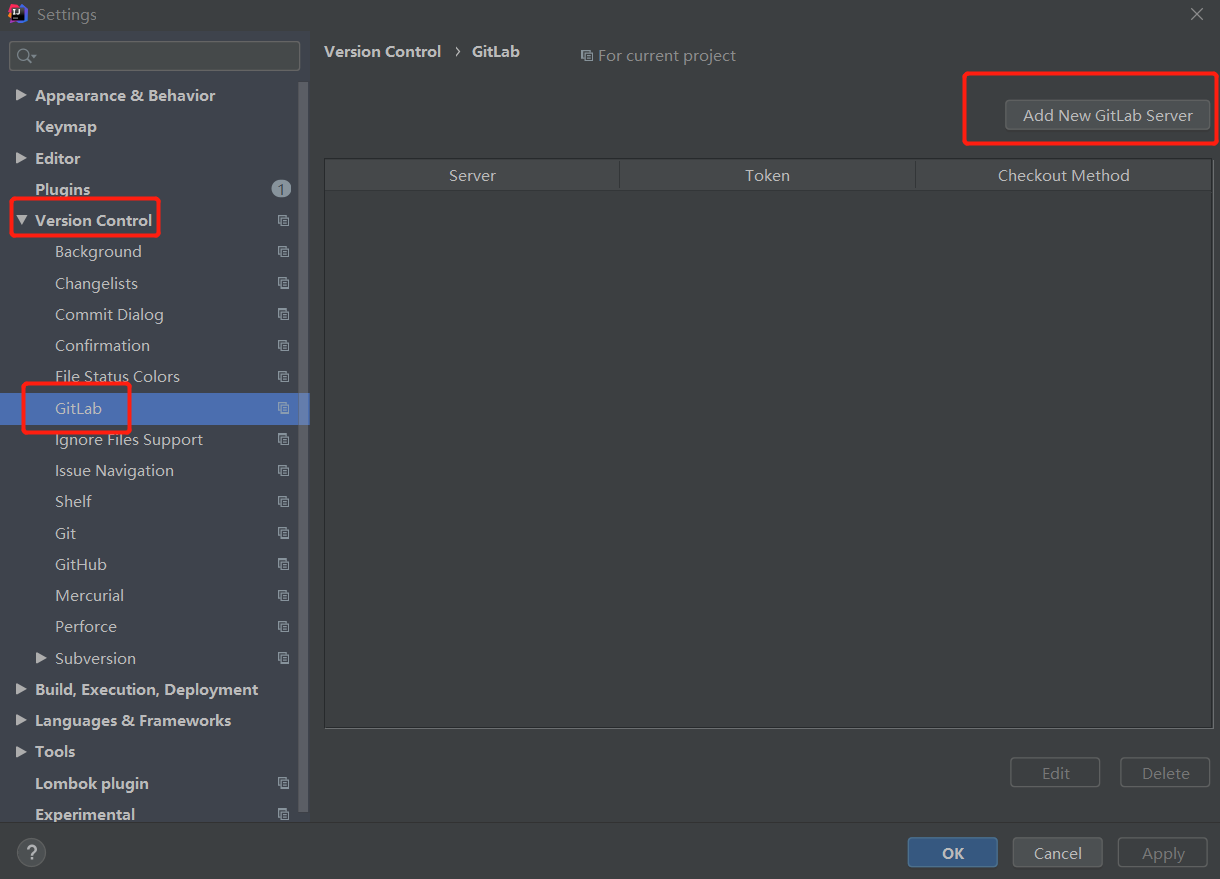 Settings
Version Control › GitLab For current project
Appearance & Behavior
Keymap
Editor
Plugins 1
Version Control
Background
Changelists
Commit Dialog
Confirmation
File Status Colors
GitLab
Ignore Files Support
Issue Navigation
Shelf
Git
GitHub
Mercurial
Perforce
Subversion
Build, Execution, Deployment
Languages & Frameworks
Tools
Lombok plugin
Experimental
Add New GitLab Server
Server Token Checkout Method
Edit Delete
? OK Cancel Apply